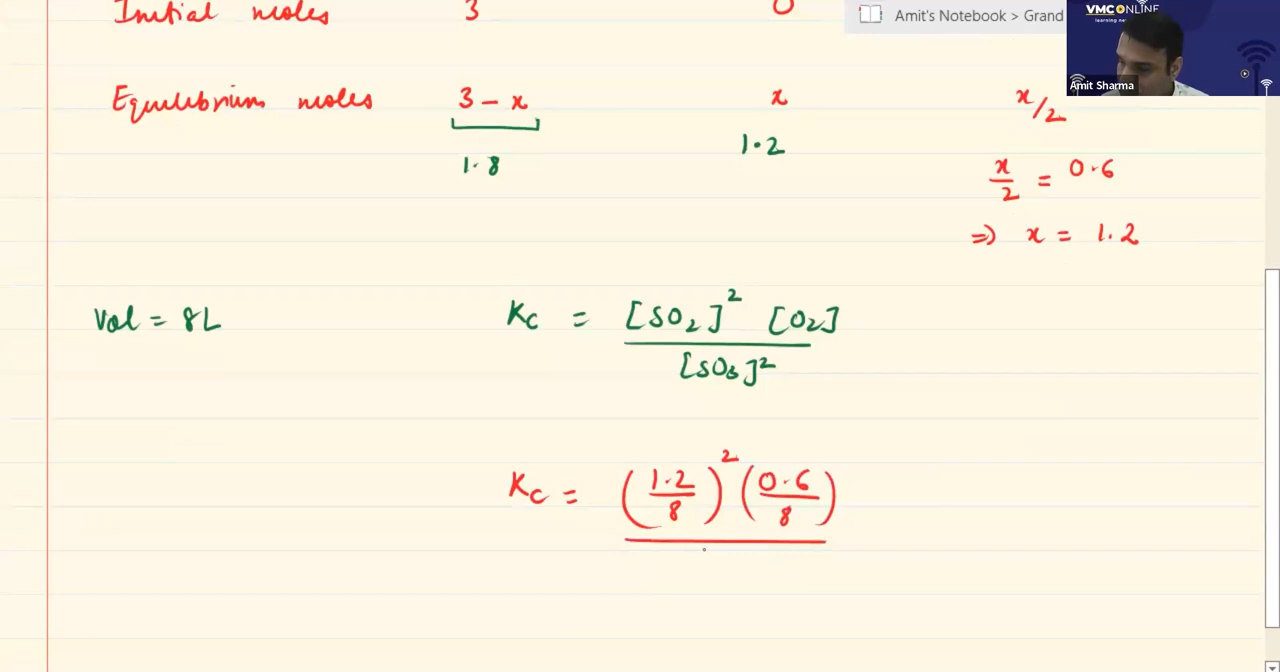 Initial moles 3 0
Amit's Notebook > Grand
VMC ONLINE
Amit Sharma
Equilibrium moles 3 - x x x/2
1.8 1.2
x/2 = 0.6
=> x = 1.2
Vol = 8L
Kc = [SO2]^2 [O2] / [SO3]^2
Kc = (1.2/8)^2 (0.6/8)